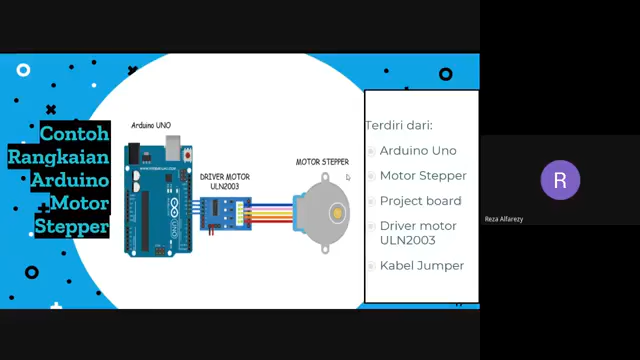 Contoh
Rangkaian
Arduino
Motor
Stepper
Arduino UNO
DRIVER MOTOR
ULN2003
MOTOR STEPPER
Terdiri dari:
Arduino Uno
Motor Stepper
Project board
Driver motor
ULN2003
Kabel Jumper
R
Reza Alfarezy